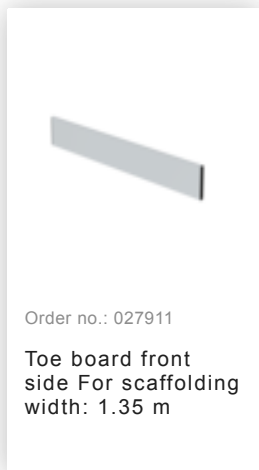 Order no.: 027911
Toe board front
side For scaffolding
width: 1.35 m